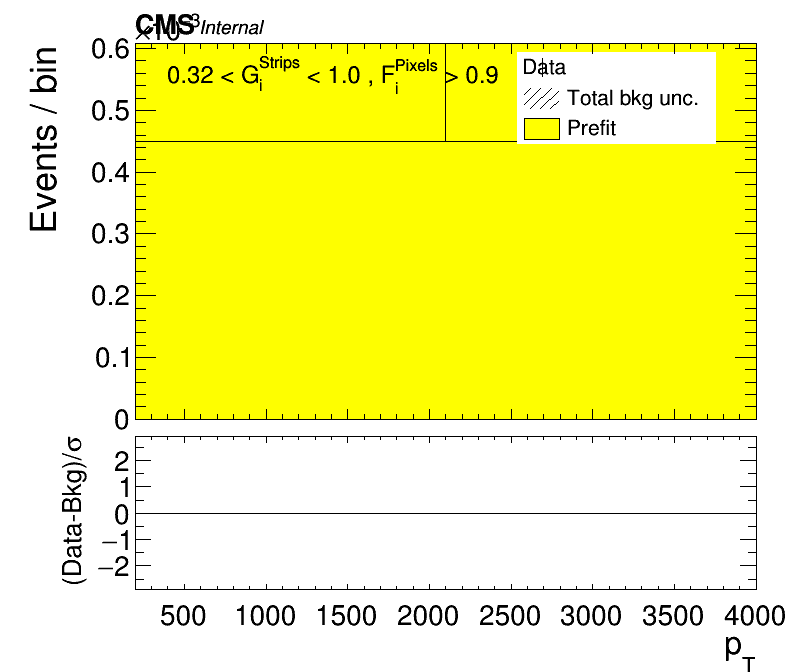 CMS Internal
×10^3
0.32 < G_i^Strips < 1.0 , F_i^Pixels > 0.9
Data
Total bkg unc.
Prefit
Events / bin
0.6
0.5
0.4
0.3
0.2
0.1
0
(Data-Bkg)/σ
2
1
0
−1
−2
500 1000 1500 2000 2500 3000 3500 4000
p_T